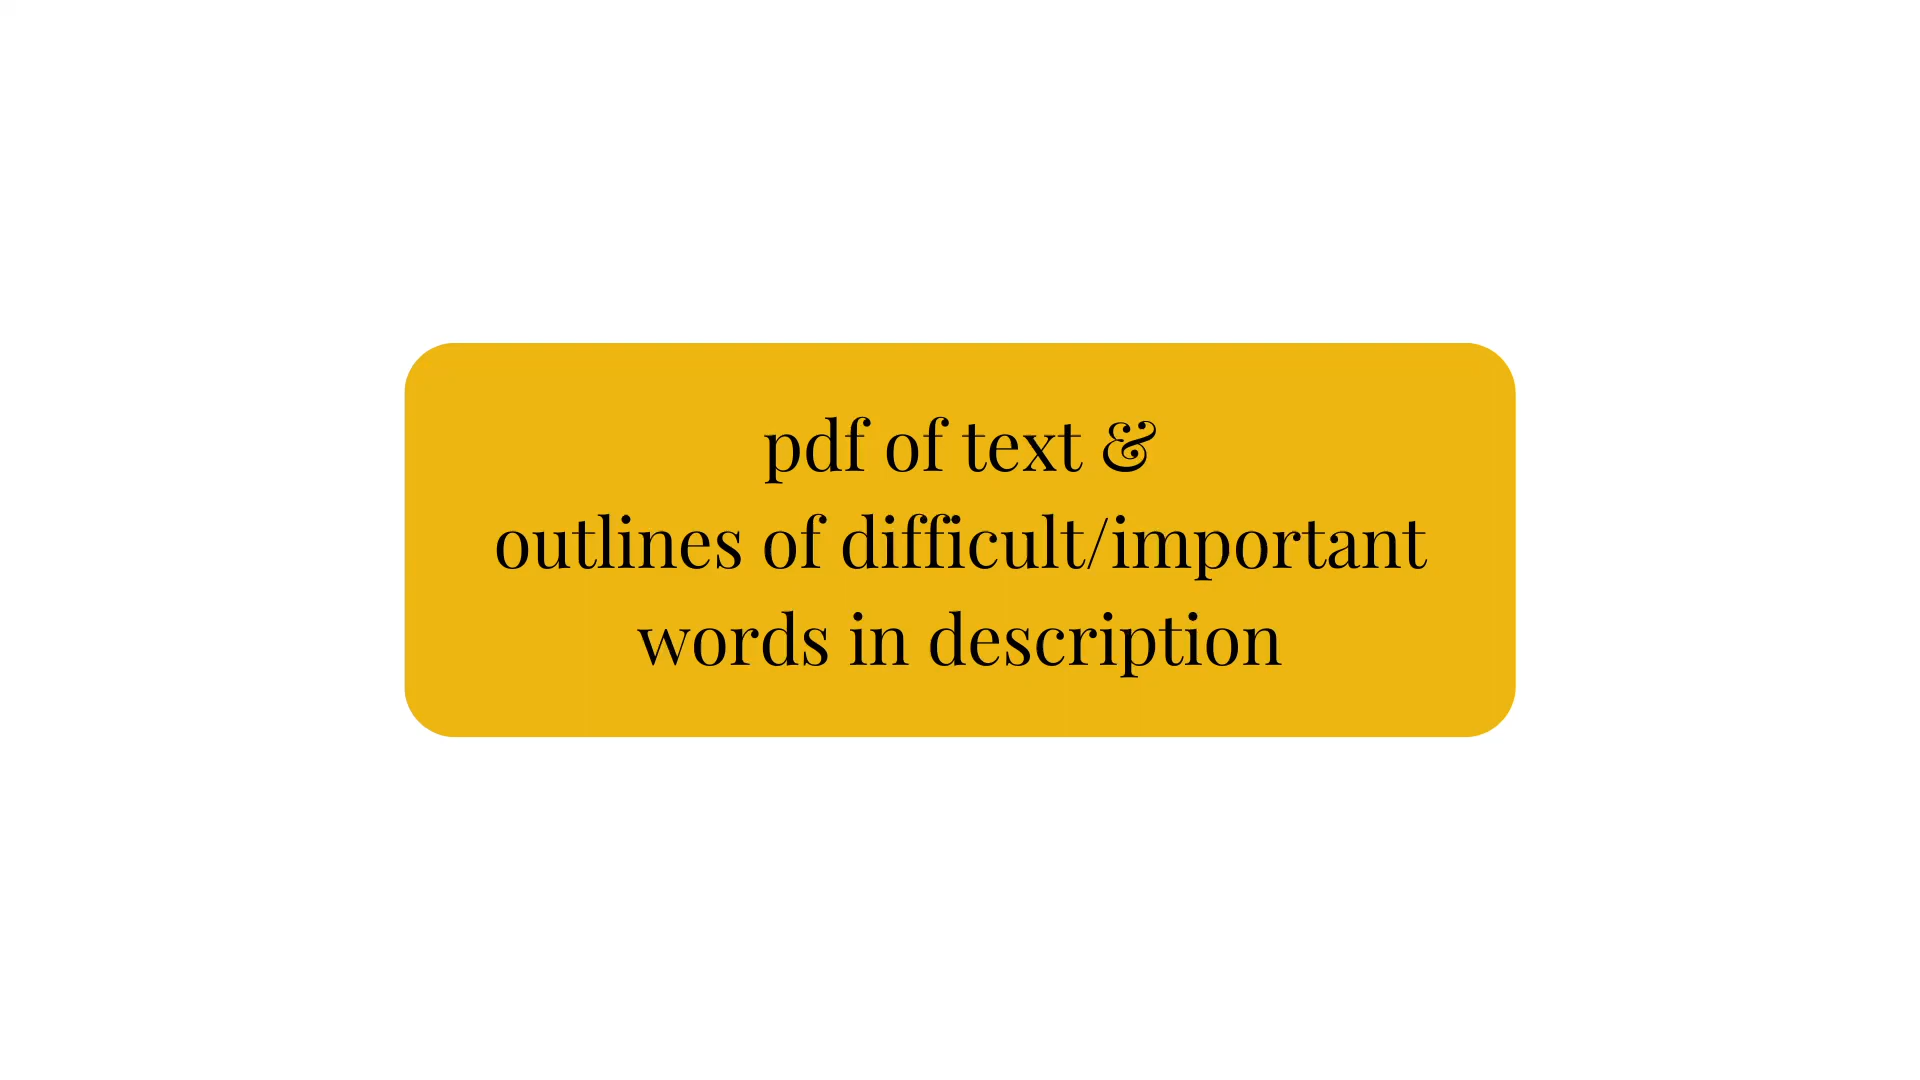 pdf of text &
outlines of difficult/important
words in description